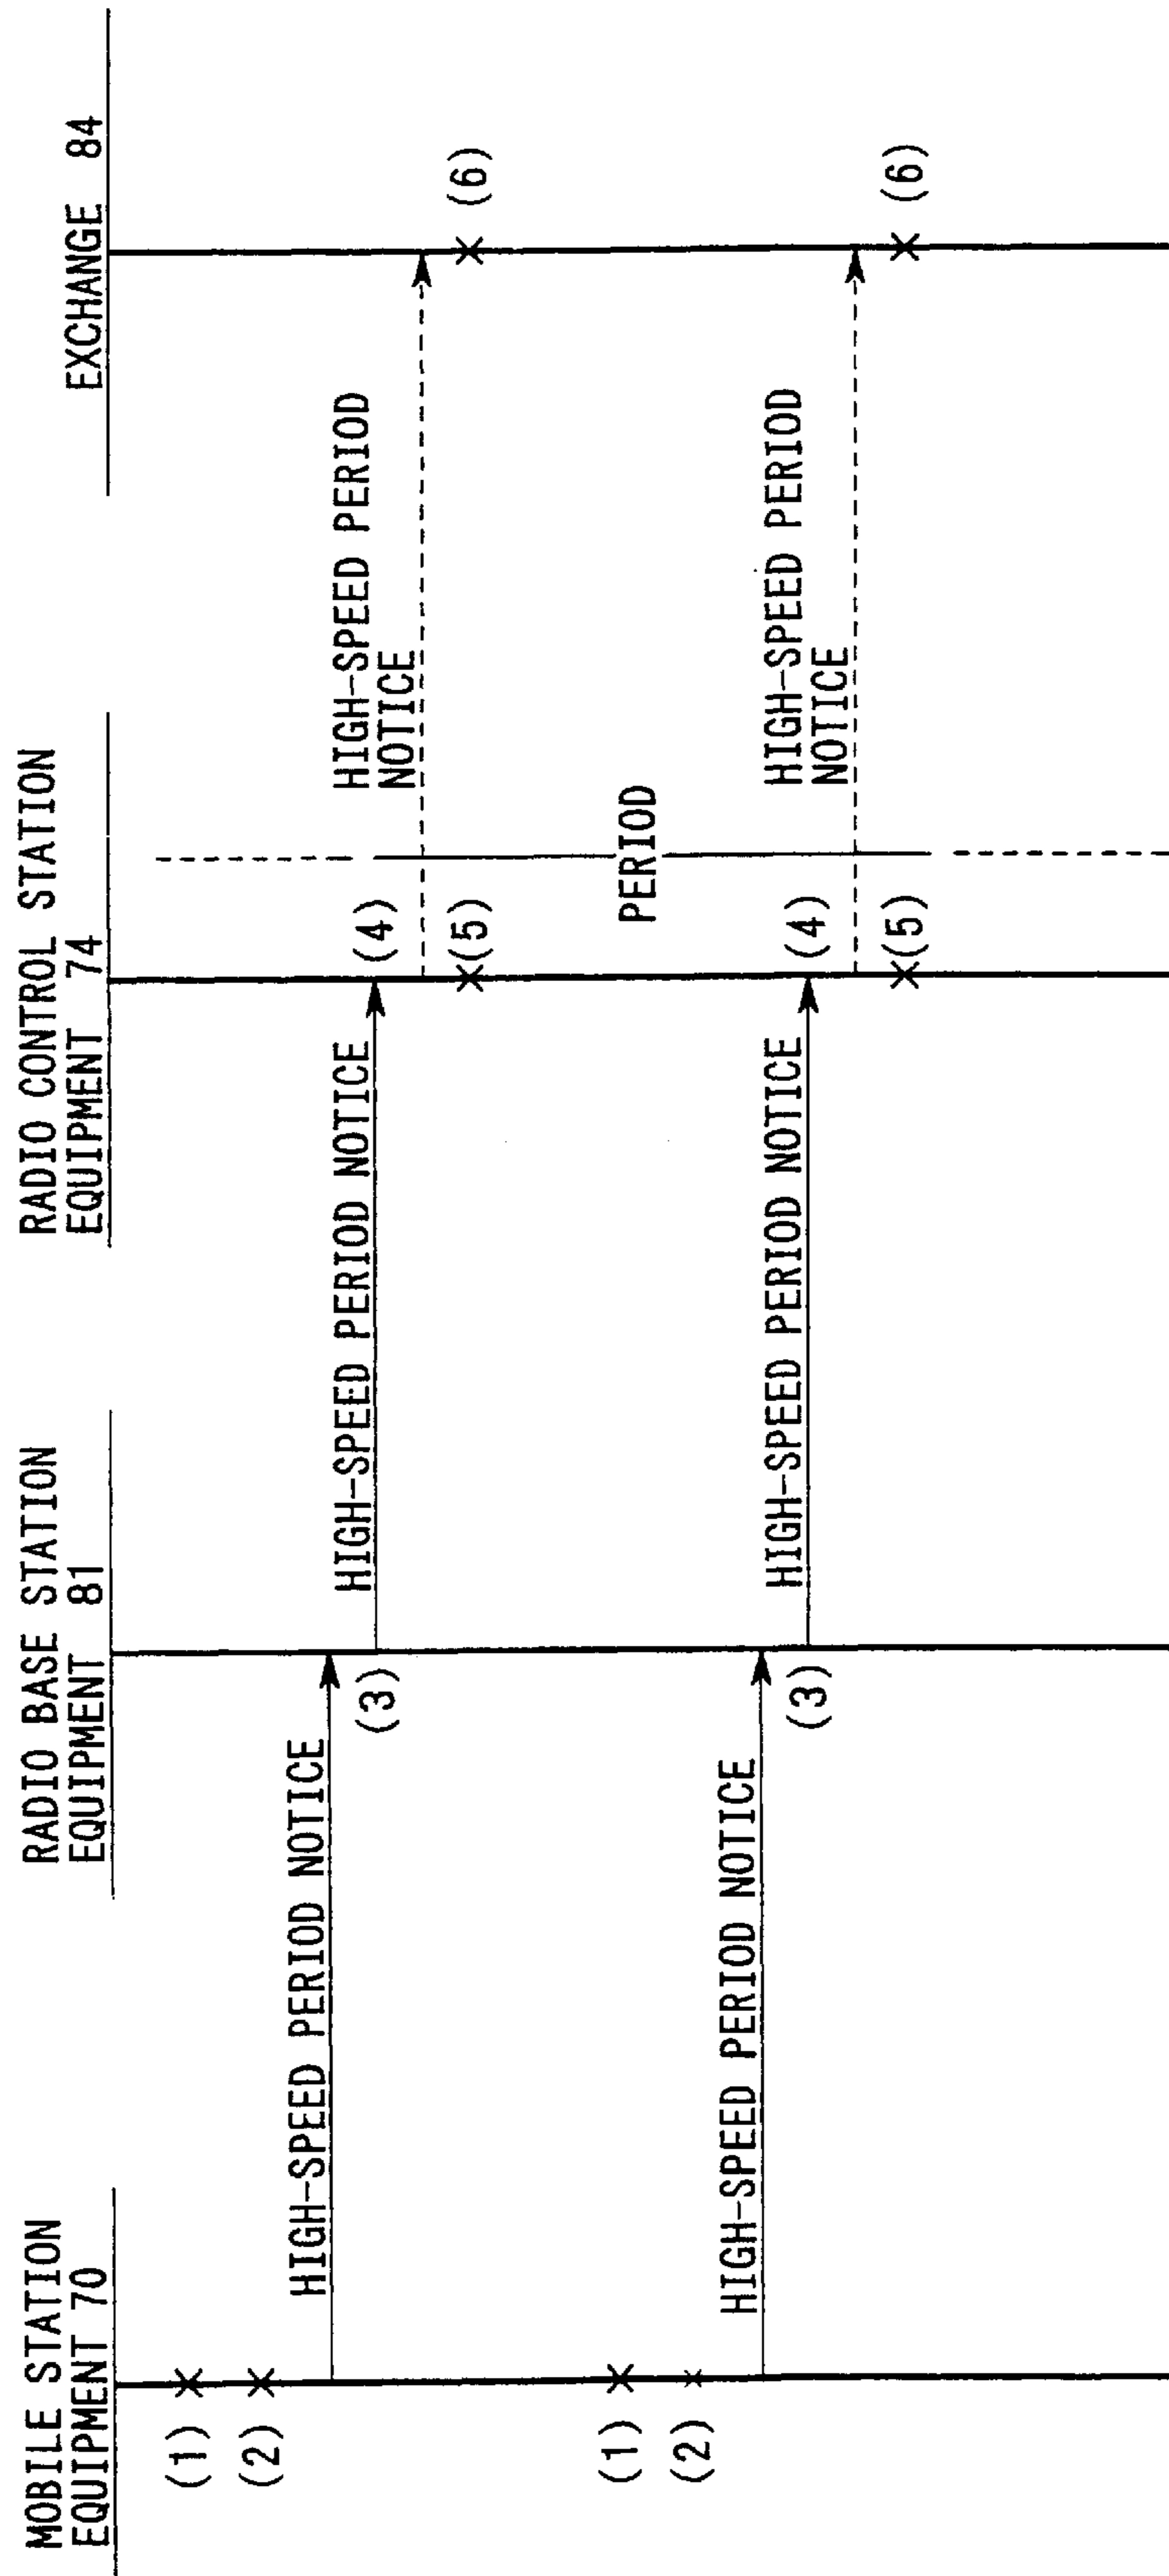 MOBILE STATION
EQUIPMENT 70
RADIO BASE STATION
EQUIPMENT 81
RADIO CONTROL STATION
EQUIPMENT 74
EXCHANGE 84
(1)
(2)
HIGH-SPEED PERIOD NOTICE
(3)
HIGH-SPEED PERIOD NOTICE
(4)
HIGH-SPEED PERIOD
NOTICE
(5)
(6)
PERIOD
(1)
(2)
HIGH-SPEED PERIOD NOTICE
(3)
HIGH-SPEED PERIOD NOTICE
(4)
HIGH-SPEED PERIOD
NOTICE
(5)
(6)